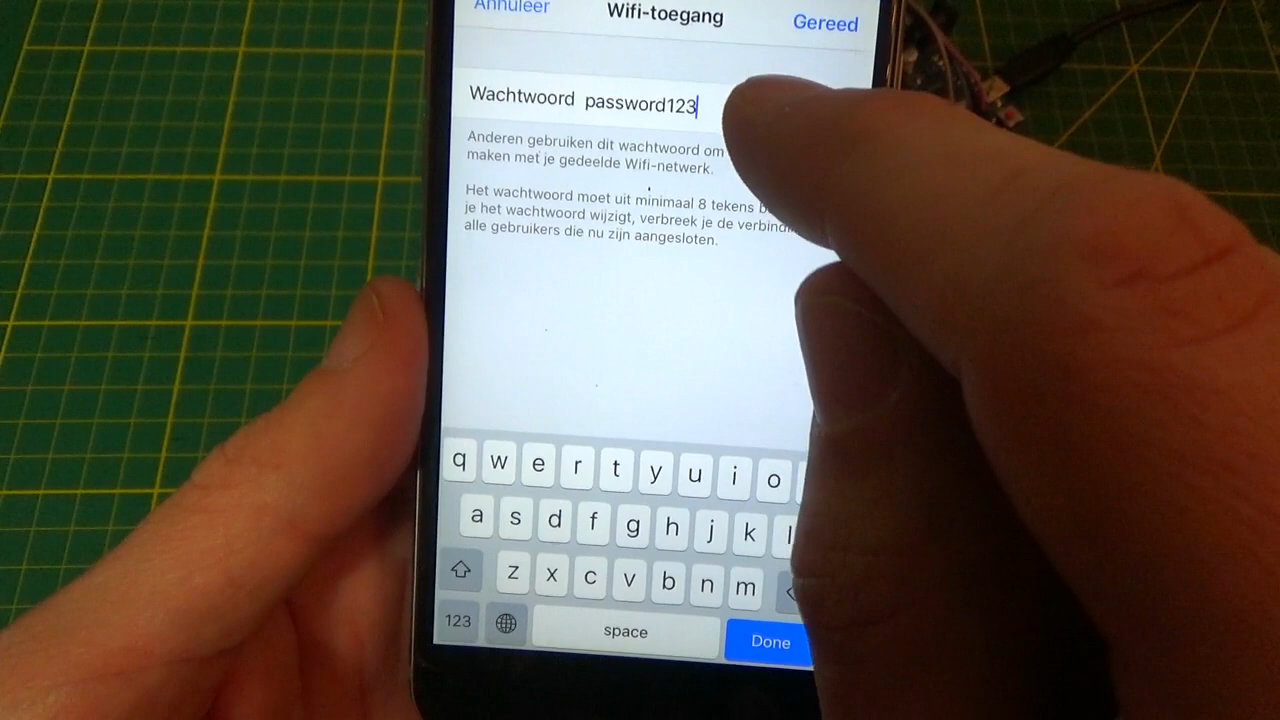 Annuleer Wifi-toegang Gereed
Wachtwoord password123
Anderen gebruiken dit wachtwoord om
maken met je gedeelde Wifi-netwerk.
Het wachtwoord moet uit minimaal 8 tekens
je het wachtwoord wijzigt, verbreek je de
alle gebruikers die nu zijn aangesloten.
q w e r t y u i o
a s d f g h j k l
z x c v b n m
123 space Done